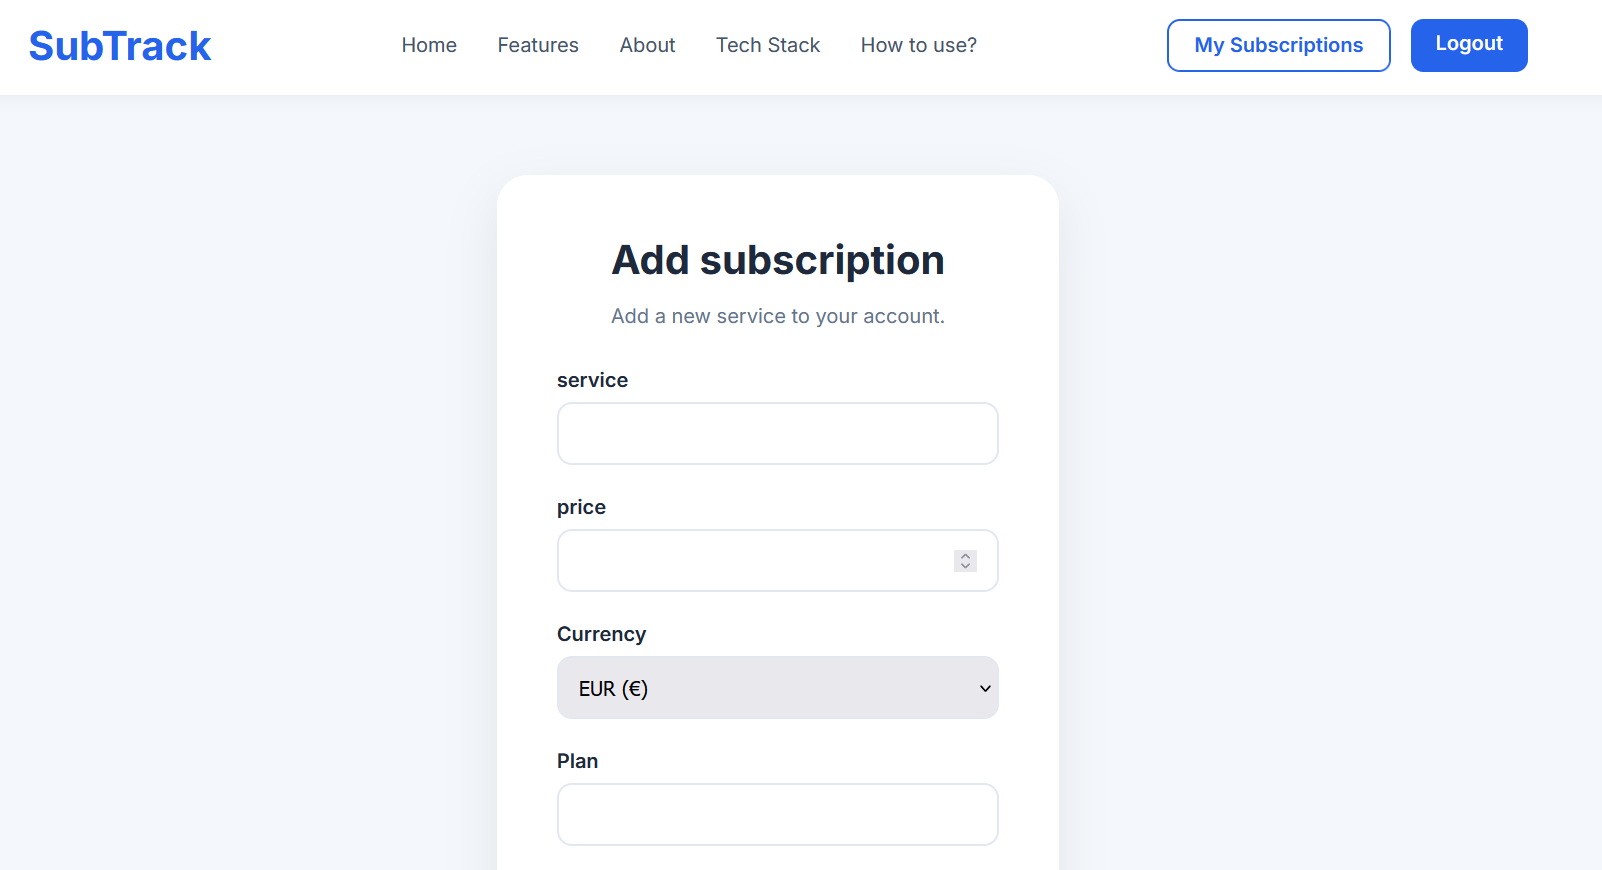 SubTrack
Home Features About Tech Stack How to use?
My Subscriptions Logout
Add subscription
Add a new service to your account.
service
price
Currency
EUR (€)
Plan